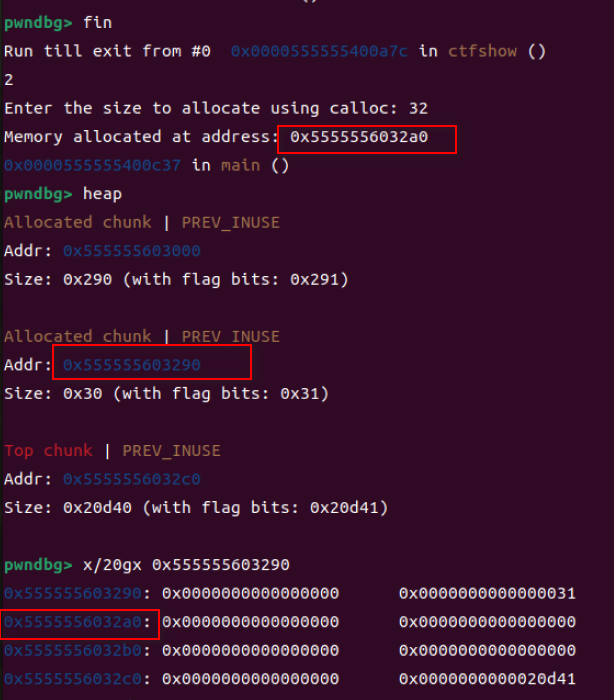 pwndbg> fin
Run till exit from #0  0x0000555555400a7c in ctfshow ()
2
Enter the size to allocate using calloc: 32
Memory allocated at address: 0x5555556032a0
0x0000555555400c37 in main ()
pwndbg> heap
Allocated chunk | PREV_INUSE
Addr: 0x555555603000
Size: 0x290 (with flag bits: 0x291)

Allocated chunk | PREV_INUSE
Addr: 0x555555603290
Size: 0x30 (with flag bits: 0x31)

Top chunk | PREV_INUSE
Addr: 0x5555556032c0
Size: 0x20d40 (with flag bits: 0x20d41)

pwndbg> x/20gx 0x555555603290
0x555555603290: 0x0000000000000000      0x0000000000000031
0x5555556032a0: 0x0000000000000000      0x0000000000000000
0x5555556032b0: 0x0000000000000000      0x0000000000000000
0x5555556032c0: 0x0000000000000000      0x0000000000020d41